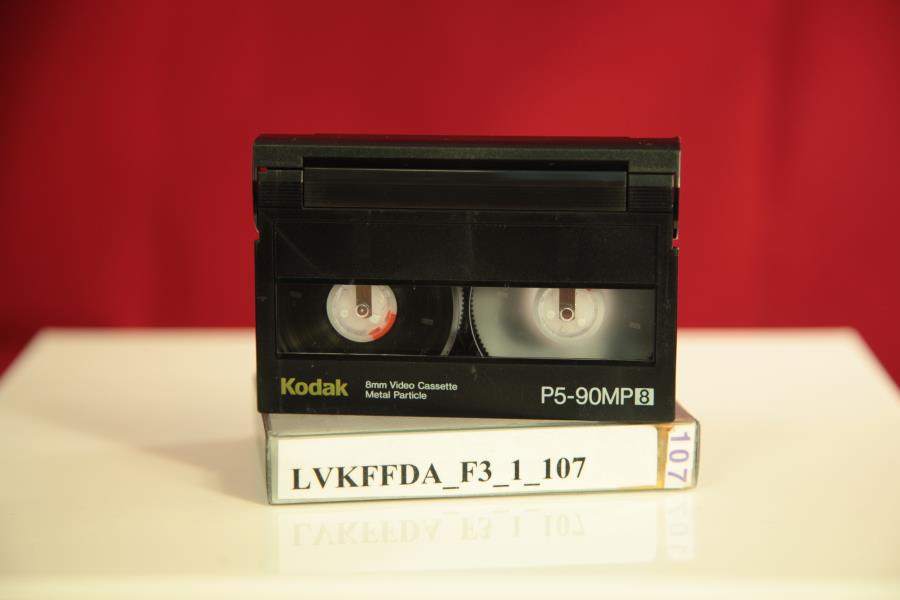 Kodak
8mm Video Cassette
Metal Particle
P5-90MP8
LVKFFDA_F3_1_107
107